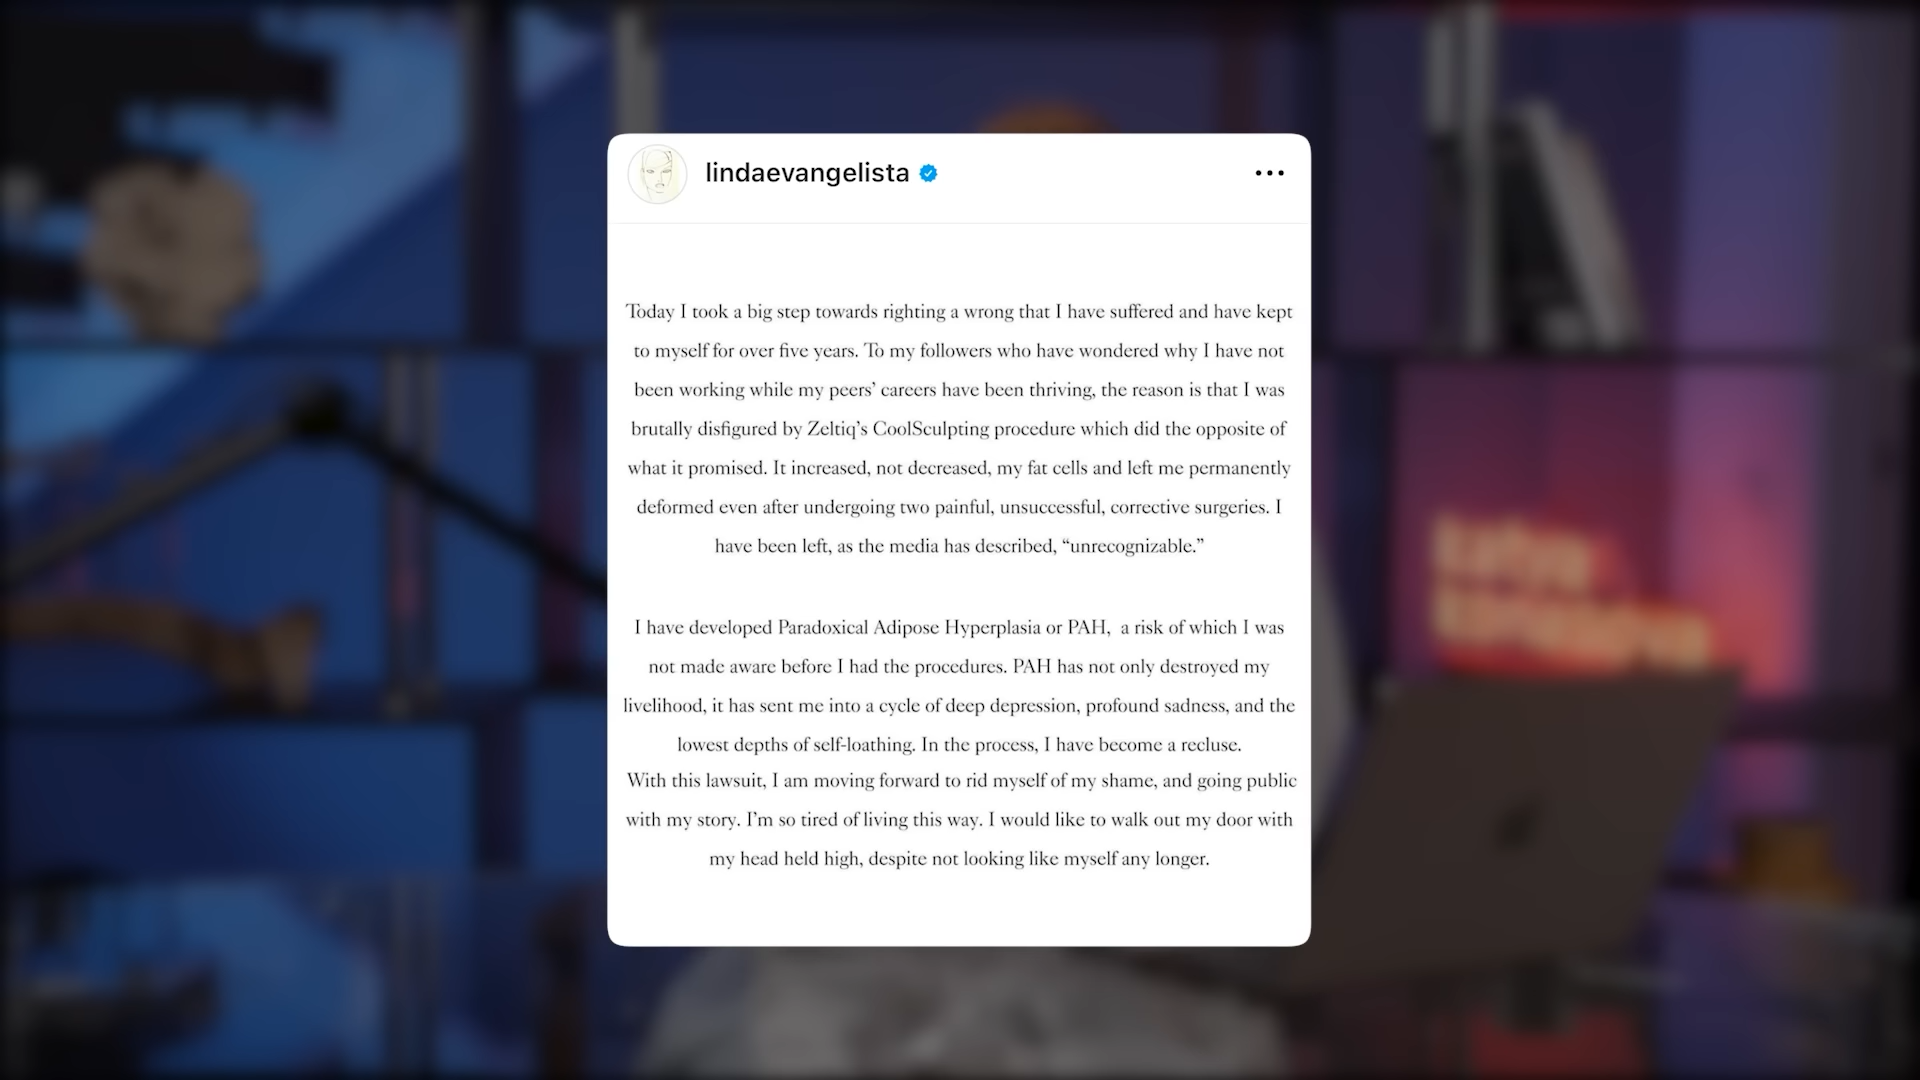 lindaevangelista
Today I took a big step towards righting a wrong that I have suffered and have kept
to myself for over five years. To my followers who have wondered why I have not
been working while my peers’ careers have been thriving, the reason is that I was
brutally disfigured by Zeltiq’s CoolSculpting procedure which did the opposite of
what it promised. It increased, not decreased, my fat cells and left me permanently
deformed even after undergoing two painful, unsuccessful, corrective surgeries. I
have been left, as the media has described, “unrecognizable.”
I have developed Paradoxical Adipose Hyperplasia or PAH, a risk of which I was
not made aware before I had the procedures. PAH has not only destroyed my
livelihood, it has sent me into a cycle of deep depression, profound sadness, and the
lowest depths of self-loathing. In the process, I have become a recluse.
With this lawsuit, I am moving forward to rid myself of my shame, and going public
with my story. I’m so tired of living this way. I would like to walk out my door with
my head held high, despite not looking like myself any longer.